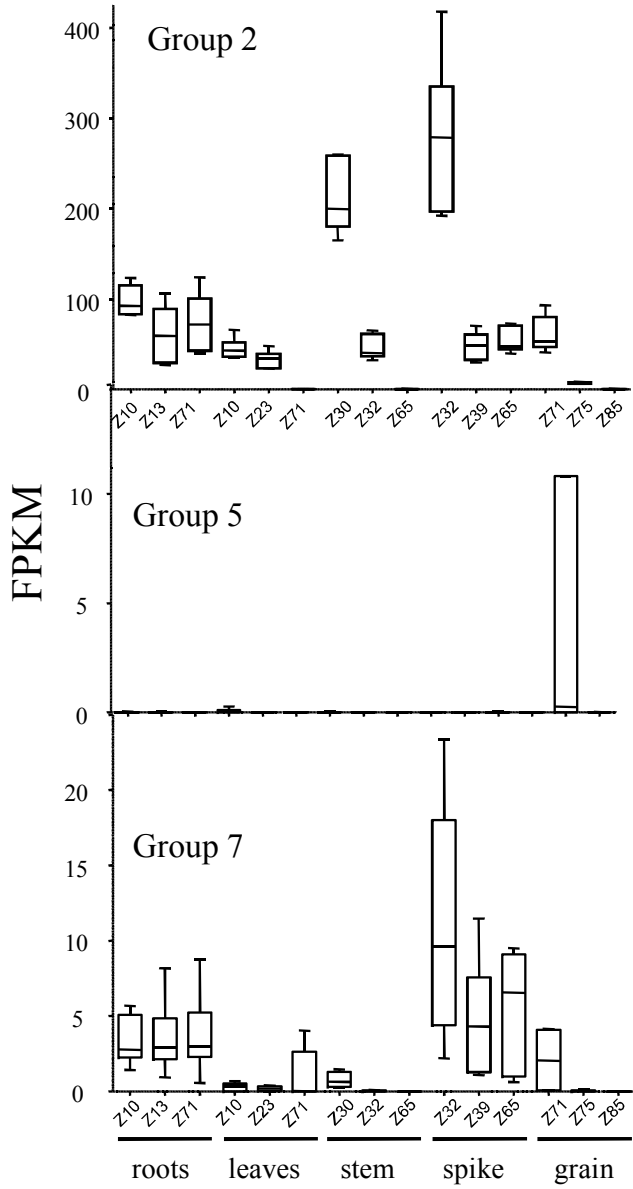 Group 2
400
300
200
100
0
Z10 Z13 Z71 Z10 Z23 Z71 Z30 Z32 Z65 Z32 Z39 Z65 Z71 Z75 Z85
FPKM
Group 5
10
5
0
Group 7
20
15
10
5
0
Z10 Z13 Z71 Z10 Z23 Z71 Z30 Z32 Z65 Z32 Z39 Z65 Z71 Z75 Z85
roots leaves stem spike grain